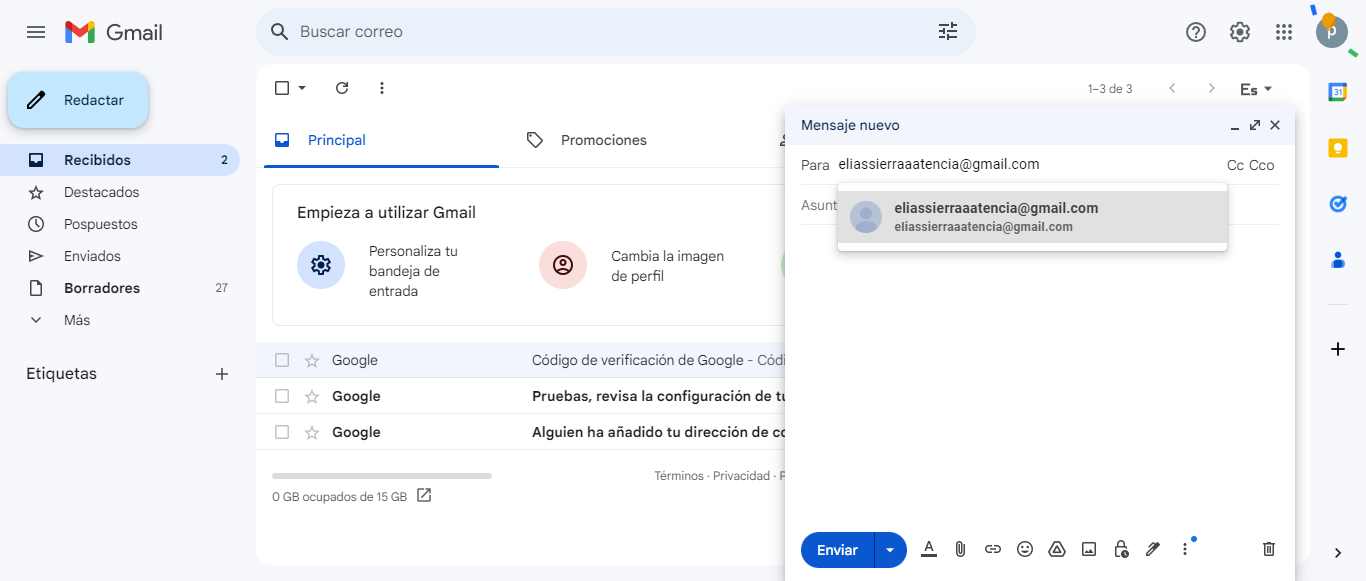 Gmail
Buscar correo
P
Redactar
Recibidos 2
Destacados
Pospuestos
Enviados
Borradores 27
Más
Etiquetas
1–3 de 3
Es
Principal
Promociones
Empieza a utilizar Gmail
Personaliza tu
bandeja de
entrada
Cambia la imagen
de perfil
Google Código de verificación de Google - Códi
Google Pruebas, revisa la configuración de tu
Google Alguien ha añadido tu dirección de co
Términos · Privacidad · P
0 GB ocupados de 15 GB
Mensaje nuevo
Para eliassierraaatencia@gmail.com Cc Cco
Asunt
eliassierraaatencia@gmail.com
eliassierraaatencia@gmail.com
Enviar
31